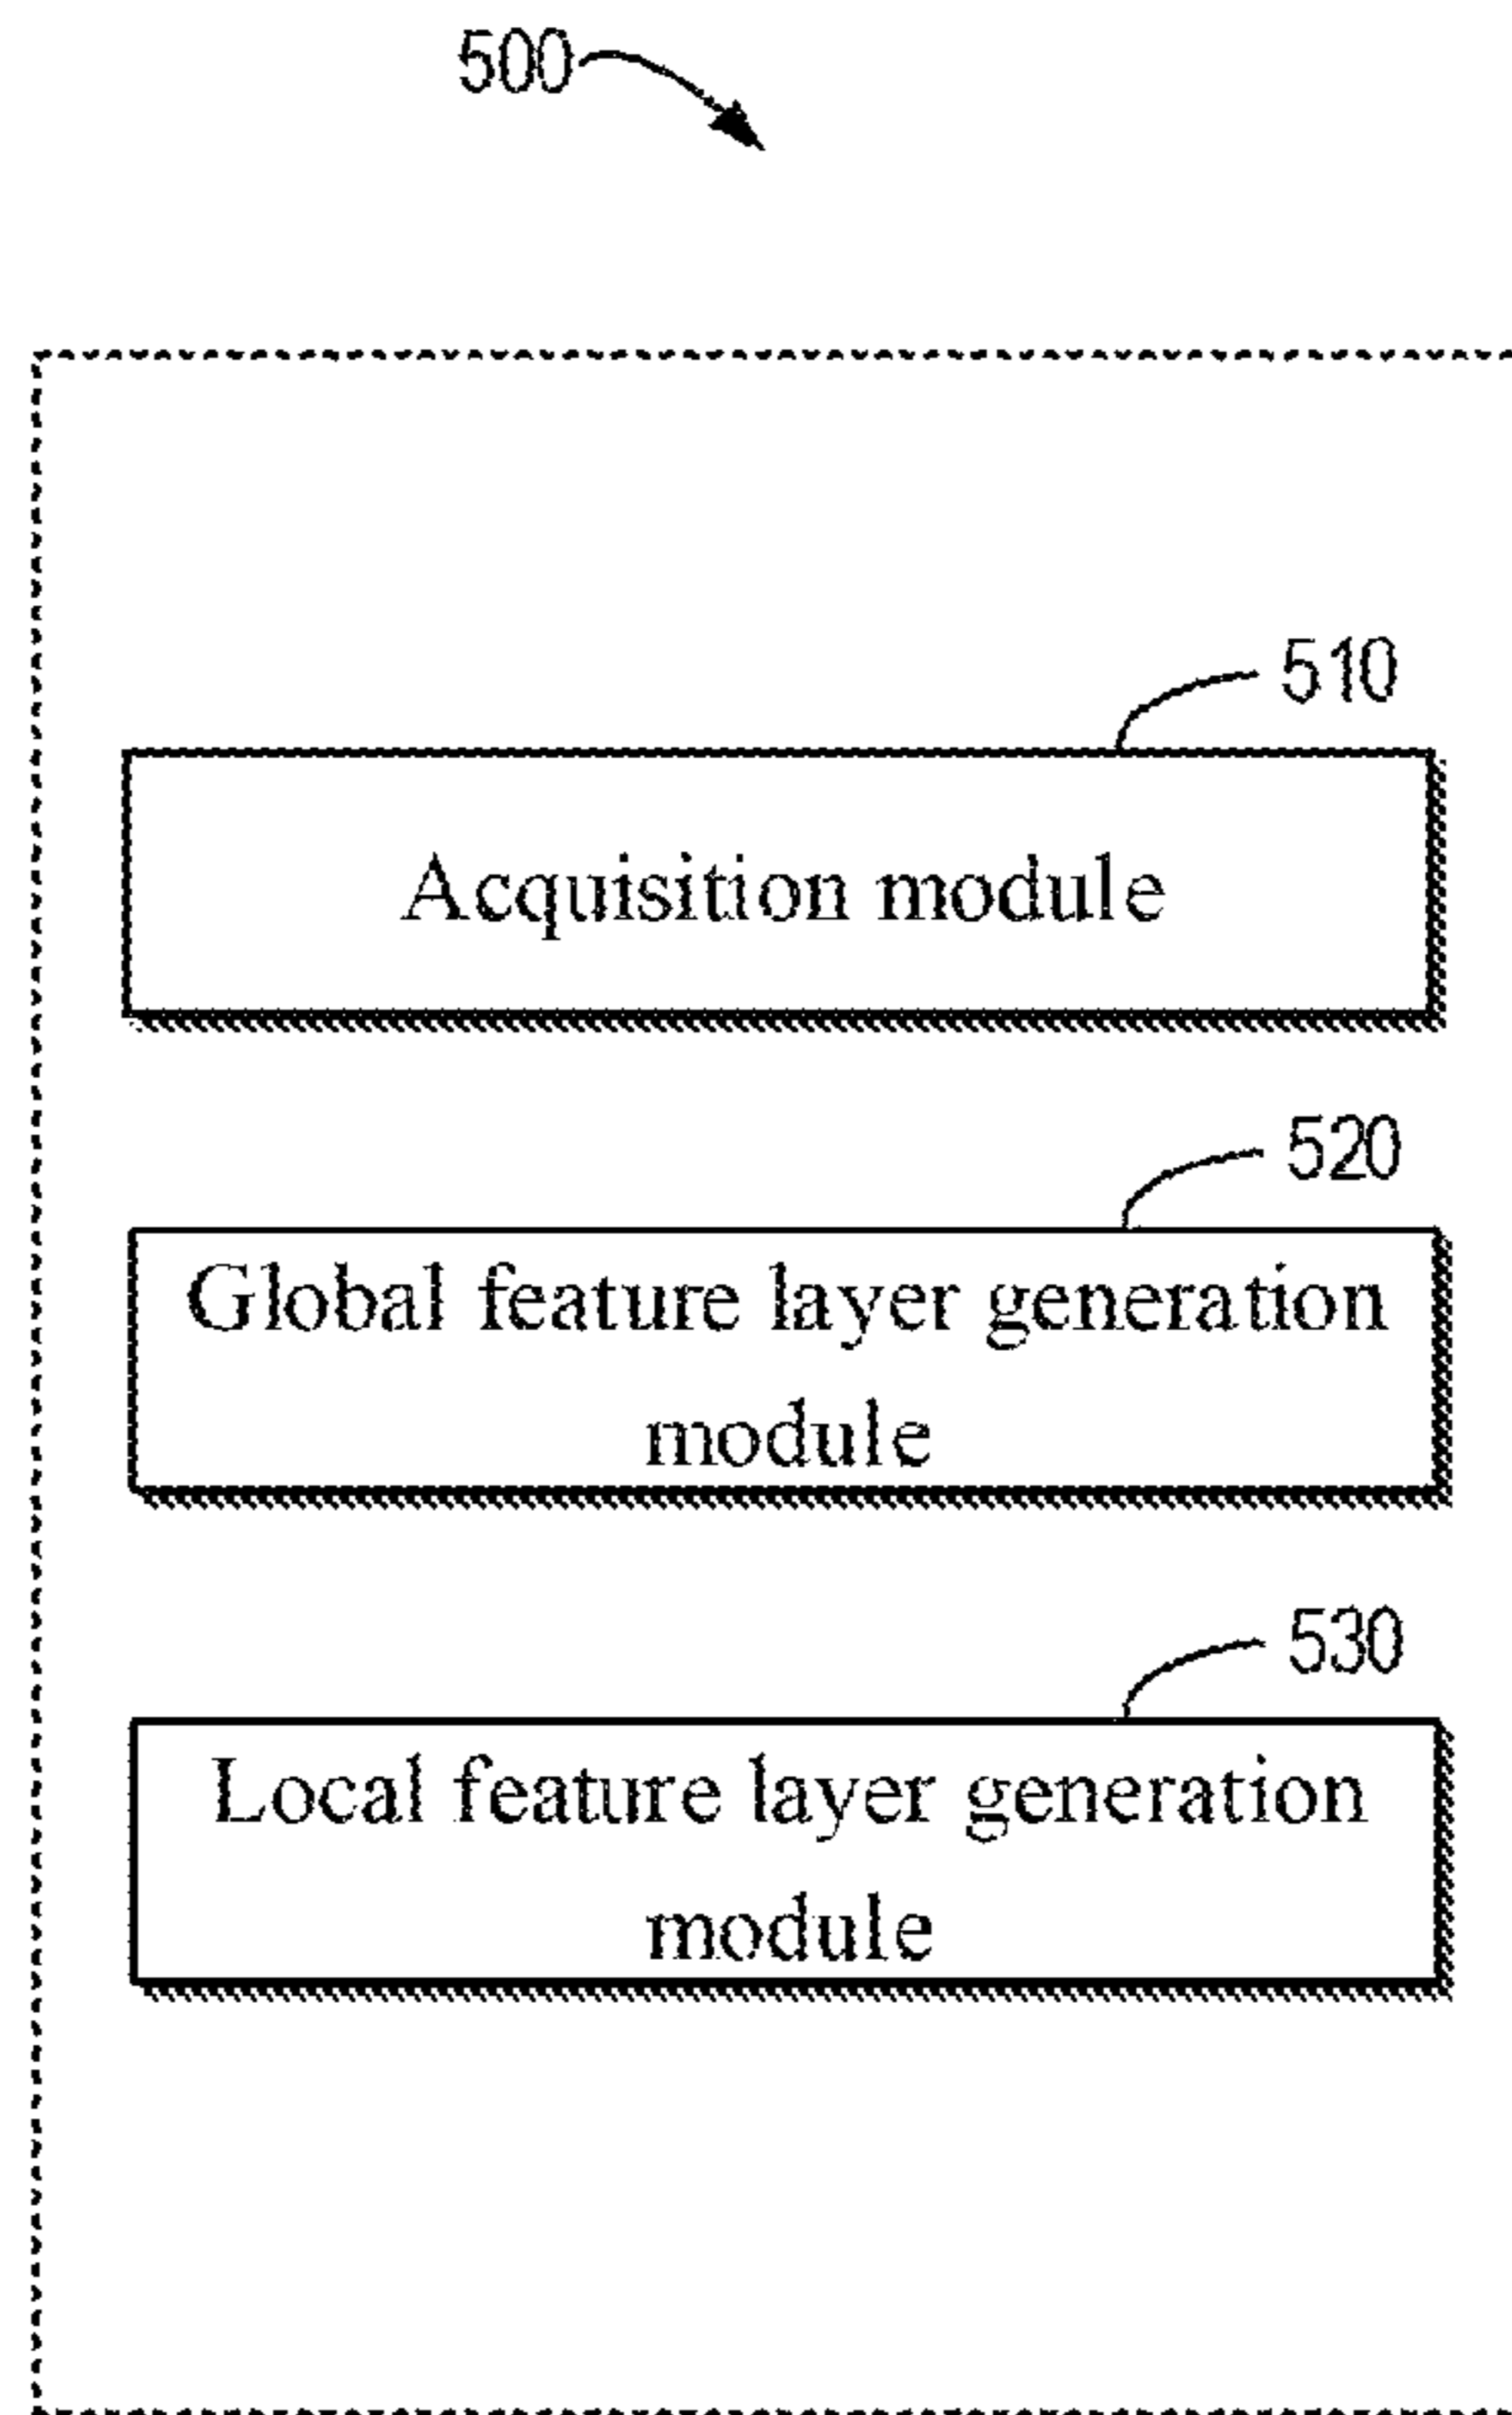 500
510
Acquisition module
520
Global feature layer generation
module
530
Local feature layer generation
module